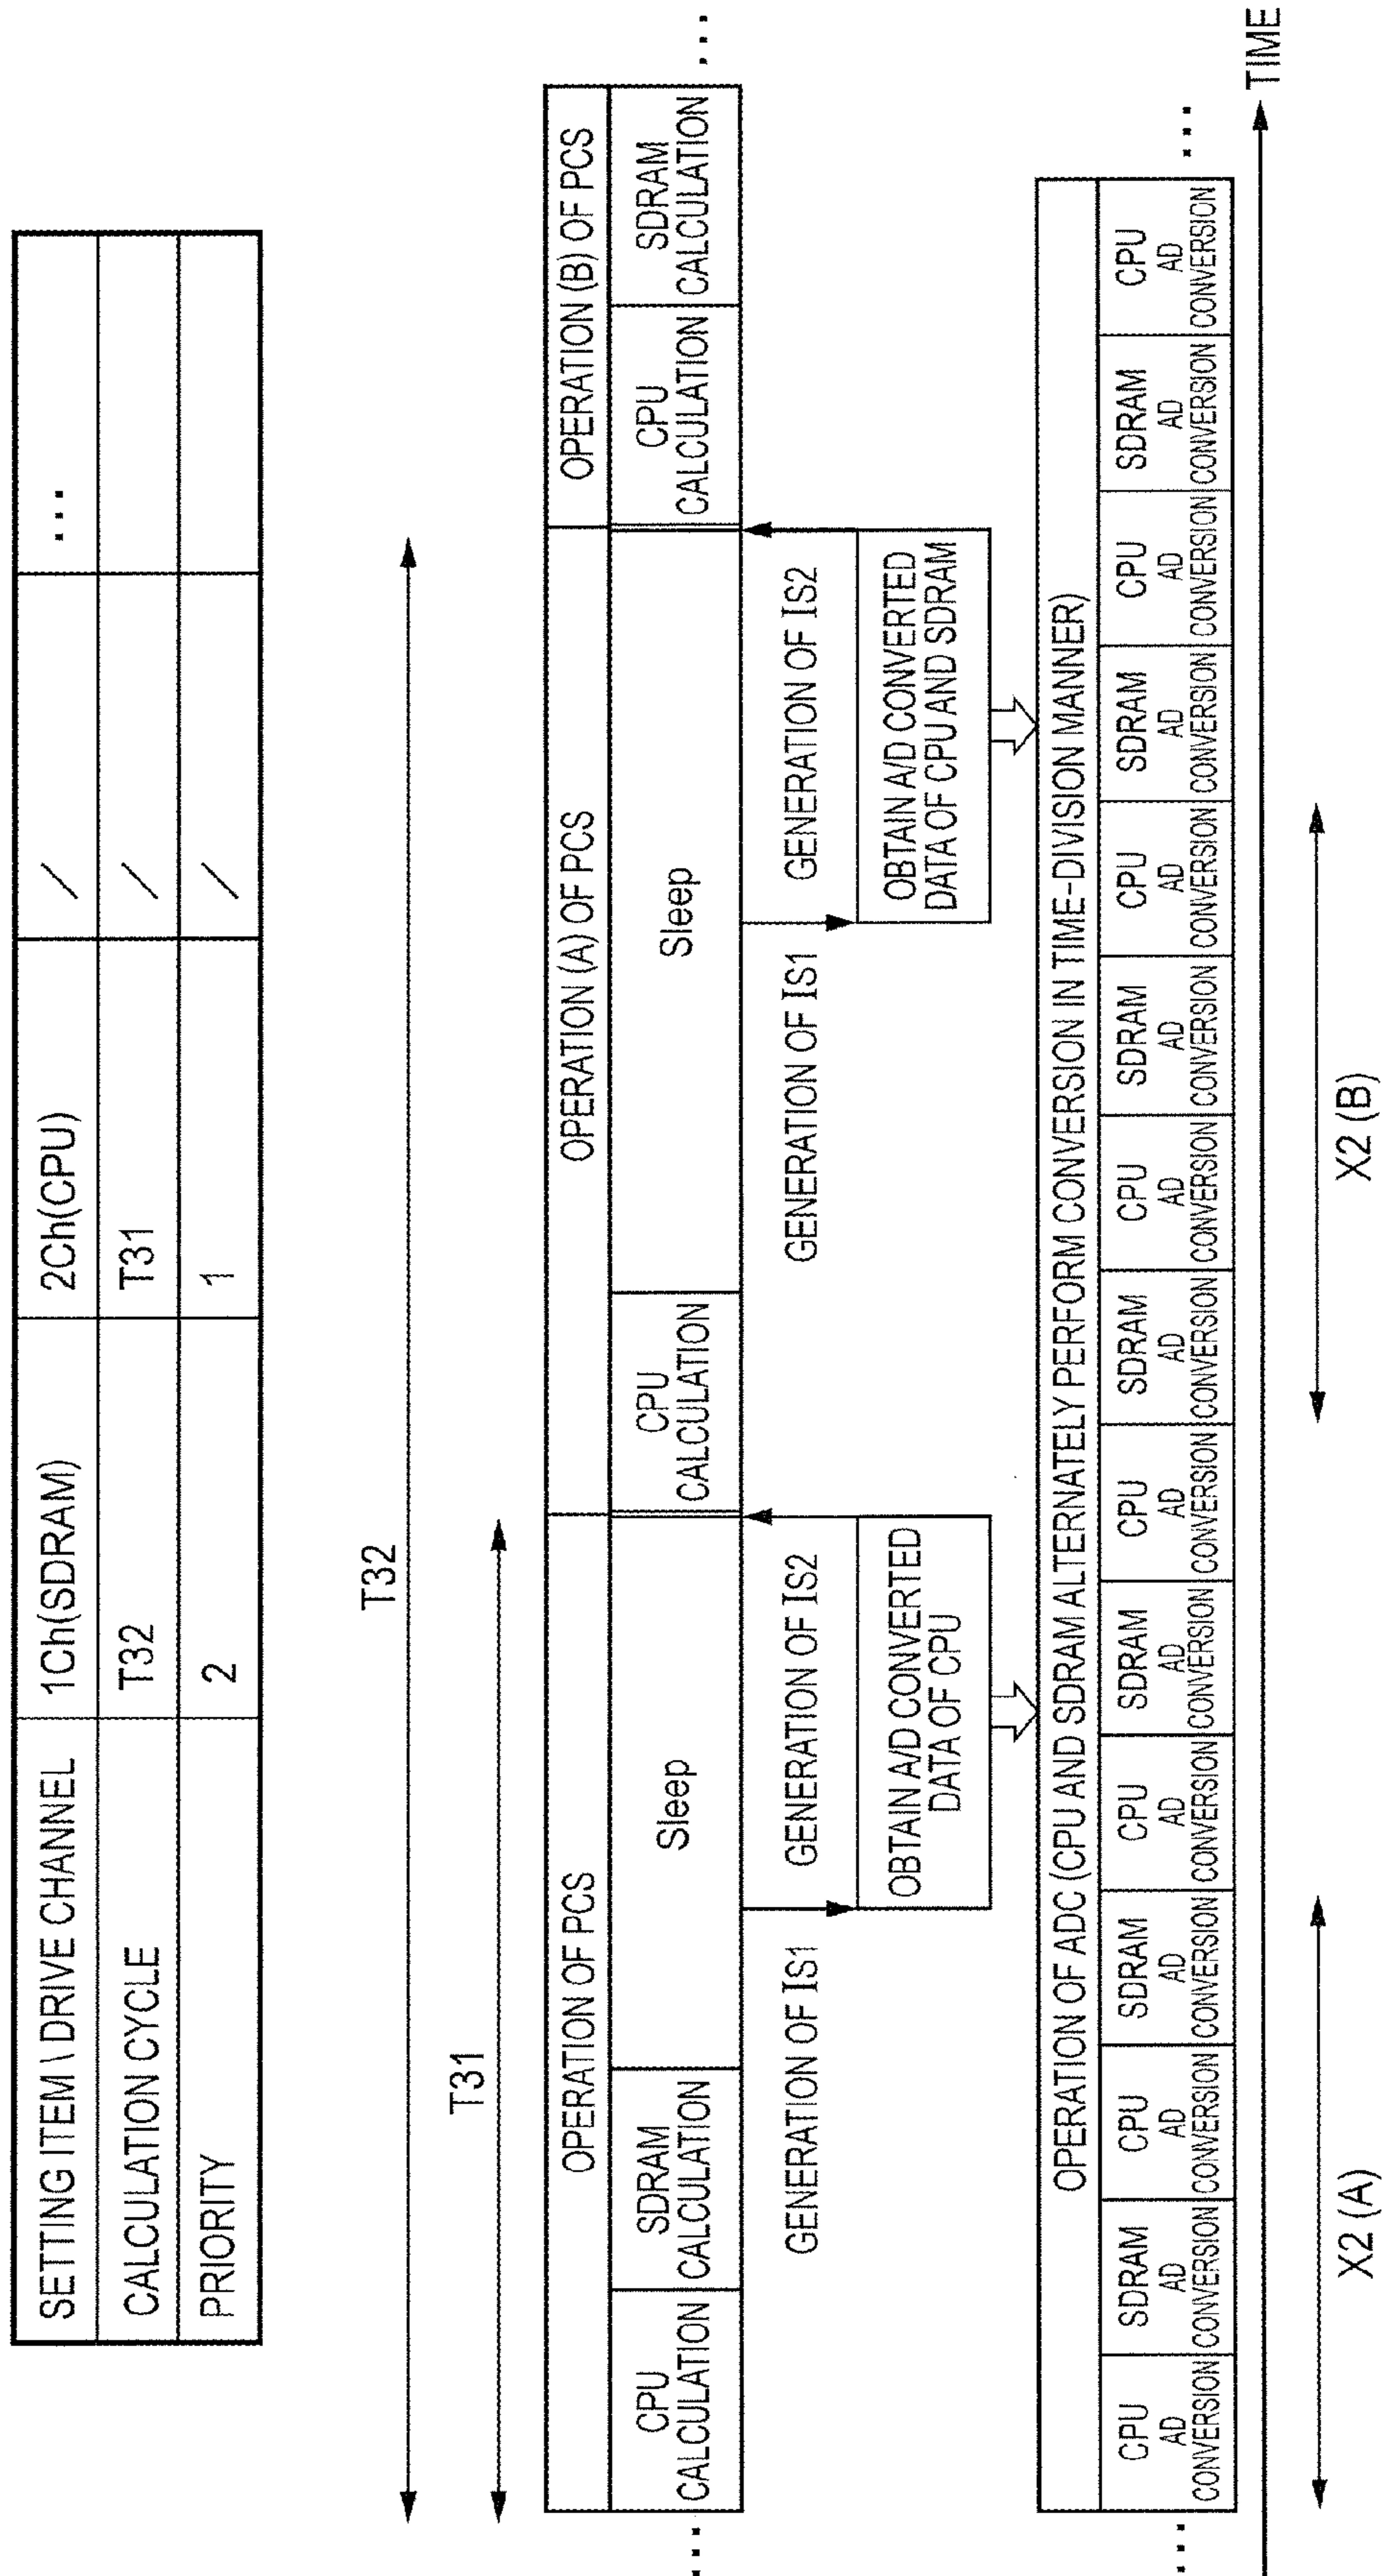 SETTING ITEM \ DRIVE CHANNEL
1Ch(SDRAM)
2Ch(CPU)
/
...
CALCULATION CYCLE
T32
T31
/
PRIORITY
2
1
/
T32
T31
OPERATION OF PCS
OPERATION (A) OF PCS
OPERATION (B) OF PCS
...
CPU
CALCULATION
SDRAM
CALCULATION
Sleep
CPU
CALCULATION
Sleep
CPU
CALCULATION
SDRAM
CALCULATION
...
GENERATION OF IS1
GENERATION OF IS2
GENERATION OF IS1
GENERATION OF IS2
OBTAIN A/D CONVERTED
DATA OF CPU
OBTAIN A/D CONVERTED
DATA OF CPU AND SDRAM
OPERATION OF ADC (CPU AND SDRAM ALTERNATELY PERFORM CONVERSION IN TIME-DIVISION MANNER)
...
CPU
AD
CONVERSION
SDRAM
AD
CONVERSION
CPU
AD
CONVERSION
SDRAM
AD
CONVERSION
CPU
AD
CONVERSION
SDRAM
AD
CONVERSION
CPU
AD
CONVERSION
SDRAM
AD
CONVERSION
CPU
AD
CONVERSION
SDRAM
AD
CONVERSION
CPU
AD
CONVERSION
SDRAM
AD
CONVERSION
CPU
AD
CONVERSION
SDRAM
AD
CONVERSION
CPU
AD
CONVERSION
...
TIME
X2 (A)
X2 (B)